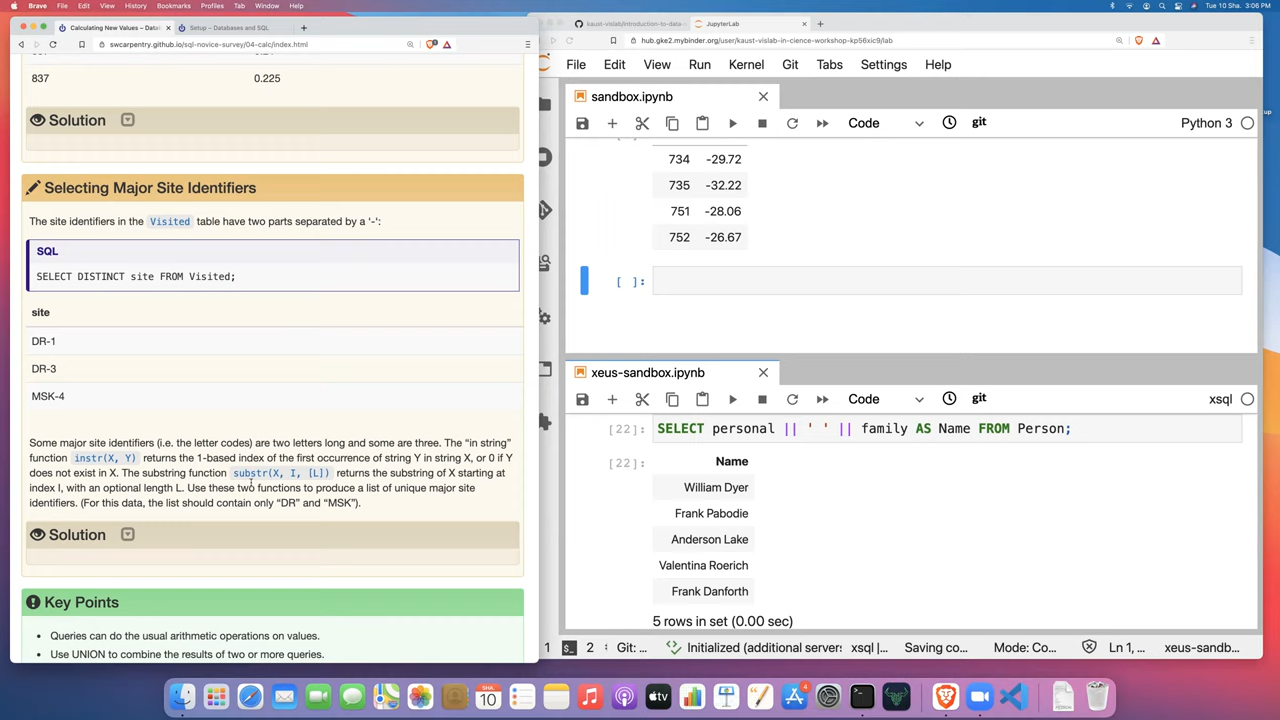 Brave File Edit View History Bookmarks Profiles Tab Window Help
Tue 10 Sha. 3:06 PM
Calculating New Values – Datab
Setup – Databases and SQL
swcarpentry.github.io/sql-novice-survey/04-calc/index.html
837 0.225
Solution
Selecting Major Site Identifiers
The site identifiers in the Visited table have two parts separated by a '-':
SQL
SELECT DISTINCT site FROM Visited;
site
DR-1
DR-3
MSK-4
Some major site identifiers (i.e. the letter codes) are two letters long and some are three. The “in string”
function instr(X, Y) returns the 1-based index of the first occurrence of string Y in string X, or 0 if Y
does not exist in X. The substring function substr(X, I, [L]) returns the substring of X starting at
index I, with an optional length L. Use these two functions to produce a list of unique major site
identifiers. (For this data, the list should contain only “DR” and “MSK”).
Solution
Key Points
• Queries can do the usual arithmetic operations on values.
• Use UNION to combine the results of two or more queries.
kaust-vislab/introduction-to-data-
JupyterLab
hub.gke2.mybinder.org/user/kaust-vislab-in-cience-workshop-kp56xic9/lab
File Edit View Run Kernel Git Tabs Settings Help
sandbox.ipynb
Code git Python 3
734 -29.72
735 -32.22
751 -28.06
752 -26.67
[ ]:
xeus-sandbox.ipynb
Code git xsql
[22]: SELECT personal || ' ' || family AS Name FROM Person;
[22]: Name
William Dyer
Frank Pabodie
Anderson Lake
Valentina Roerich
Frank Danforth
5 rows in set (0.00 sec)
1 2 Git: ... Initialized (additional servers xsql |... Saving co... Mode: Co... Ln 1, ... xeus-sandb...
SHA.
10
tv
4